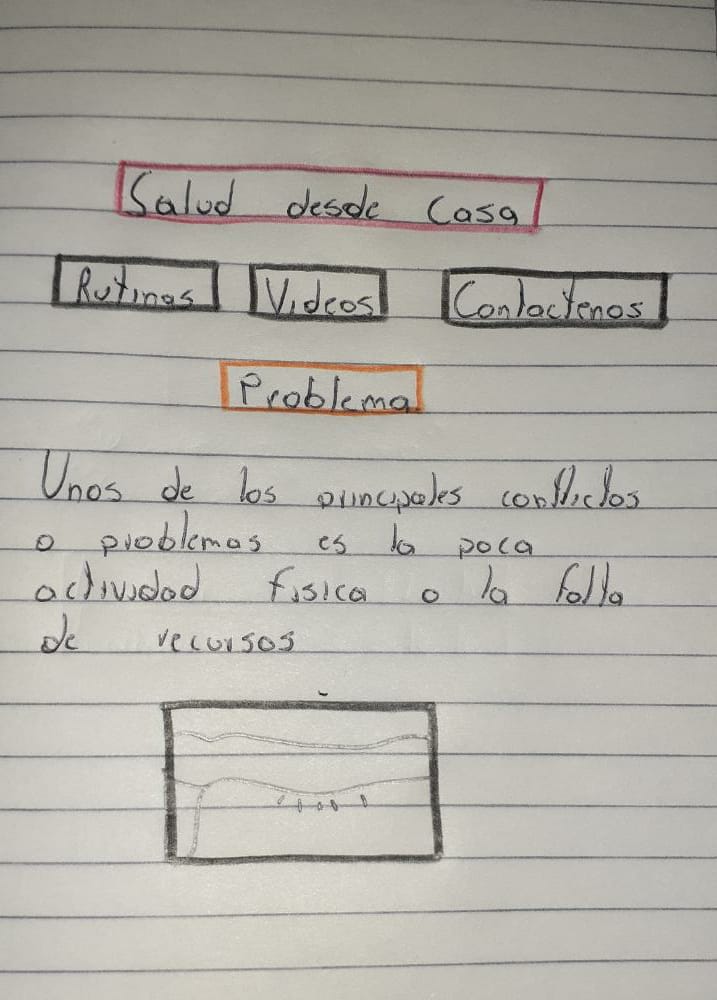 Salud desde Casa
Rutinas Videos Contactenos
Problema
Unos de los principales conflictos
o problemas es la poca
actividad fisica o la falta
de recursos